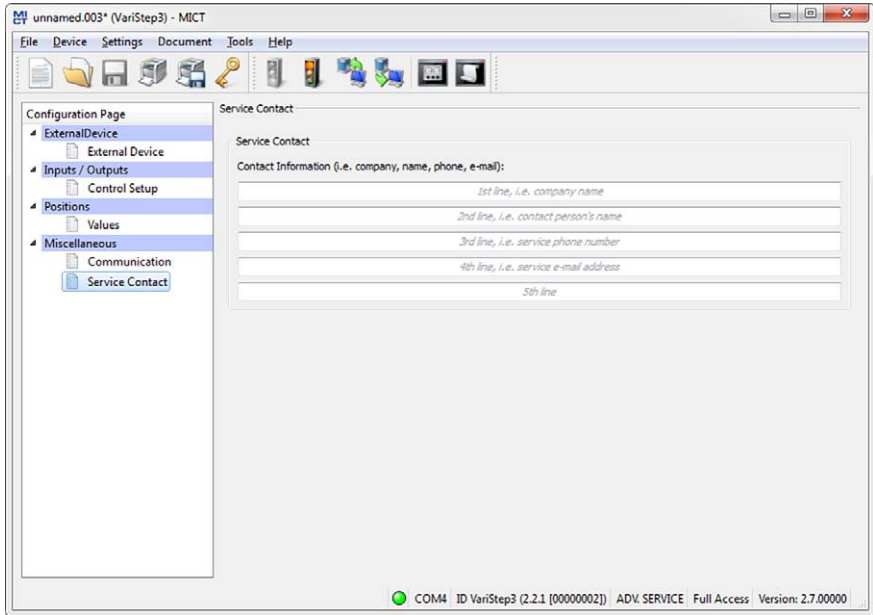 MI CT unnamed.003* (VariStep3) - MICT
File Device Settings Document Tools Help
Configuration Page
ExternalDevice
External Device
Inputs / Outputs
Control Setup
Positions
Values
Miscellaneous
Communication
Service Contact
Service Contact
Service Contact
Contact Information (i.e. company, name, phone, e-mail):
1st line, i.e. company name
2nd line, i.e. contact person's name
3rd line, i.e. service phone number
4th line, i.e. service e-mail address
5th line
COM4 ID VariStep3 (2.2.1 [00000002]) ADV. SERVICE Full Access Version: 2.7.00000